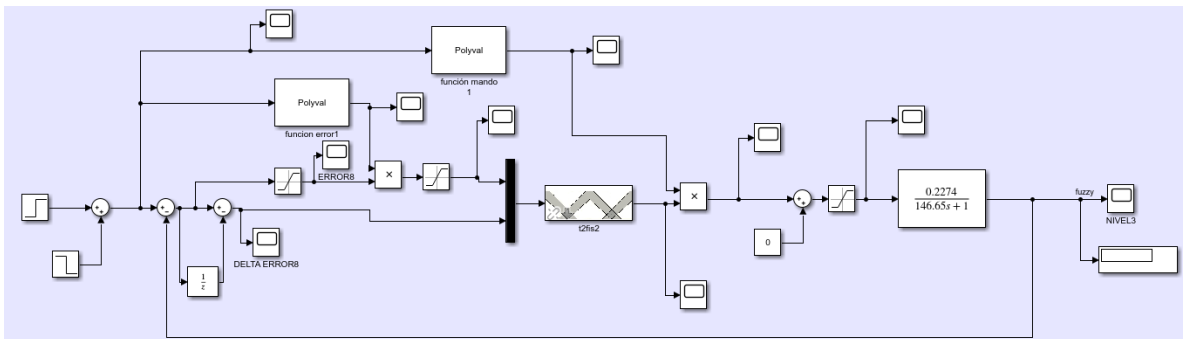 Polyval
función mando
1
Polyval
funcion error1
ERROR8
×
×
t2fis2
DELTA ERROR8
1
z
0
0.2274
146.65s + 1
fuzzy
NIVEL3